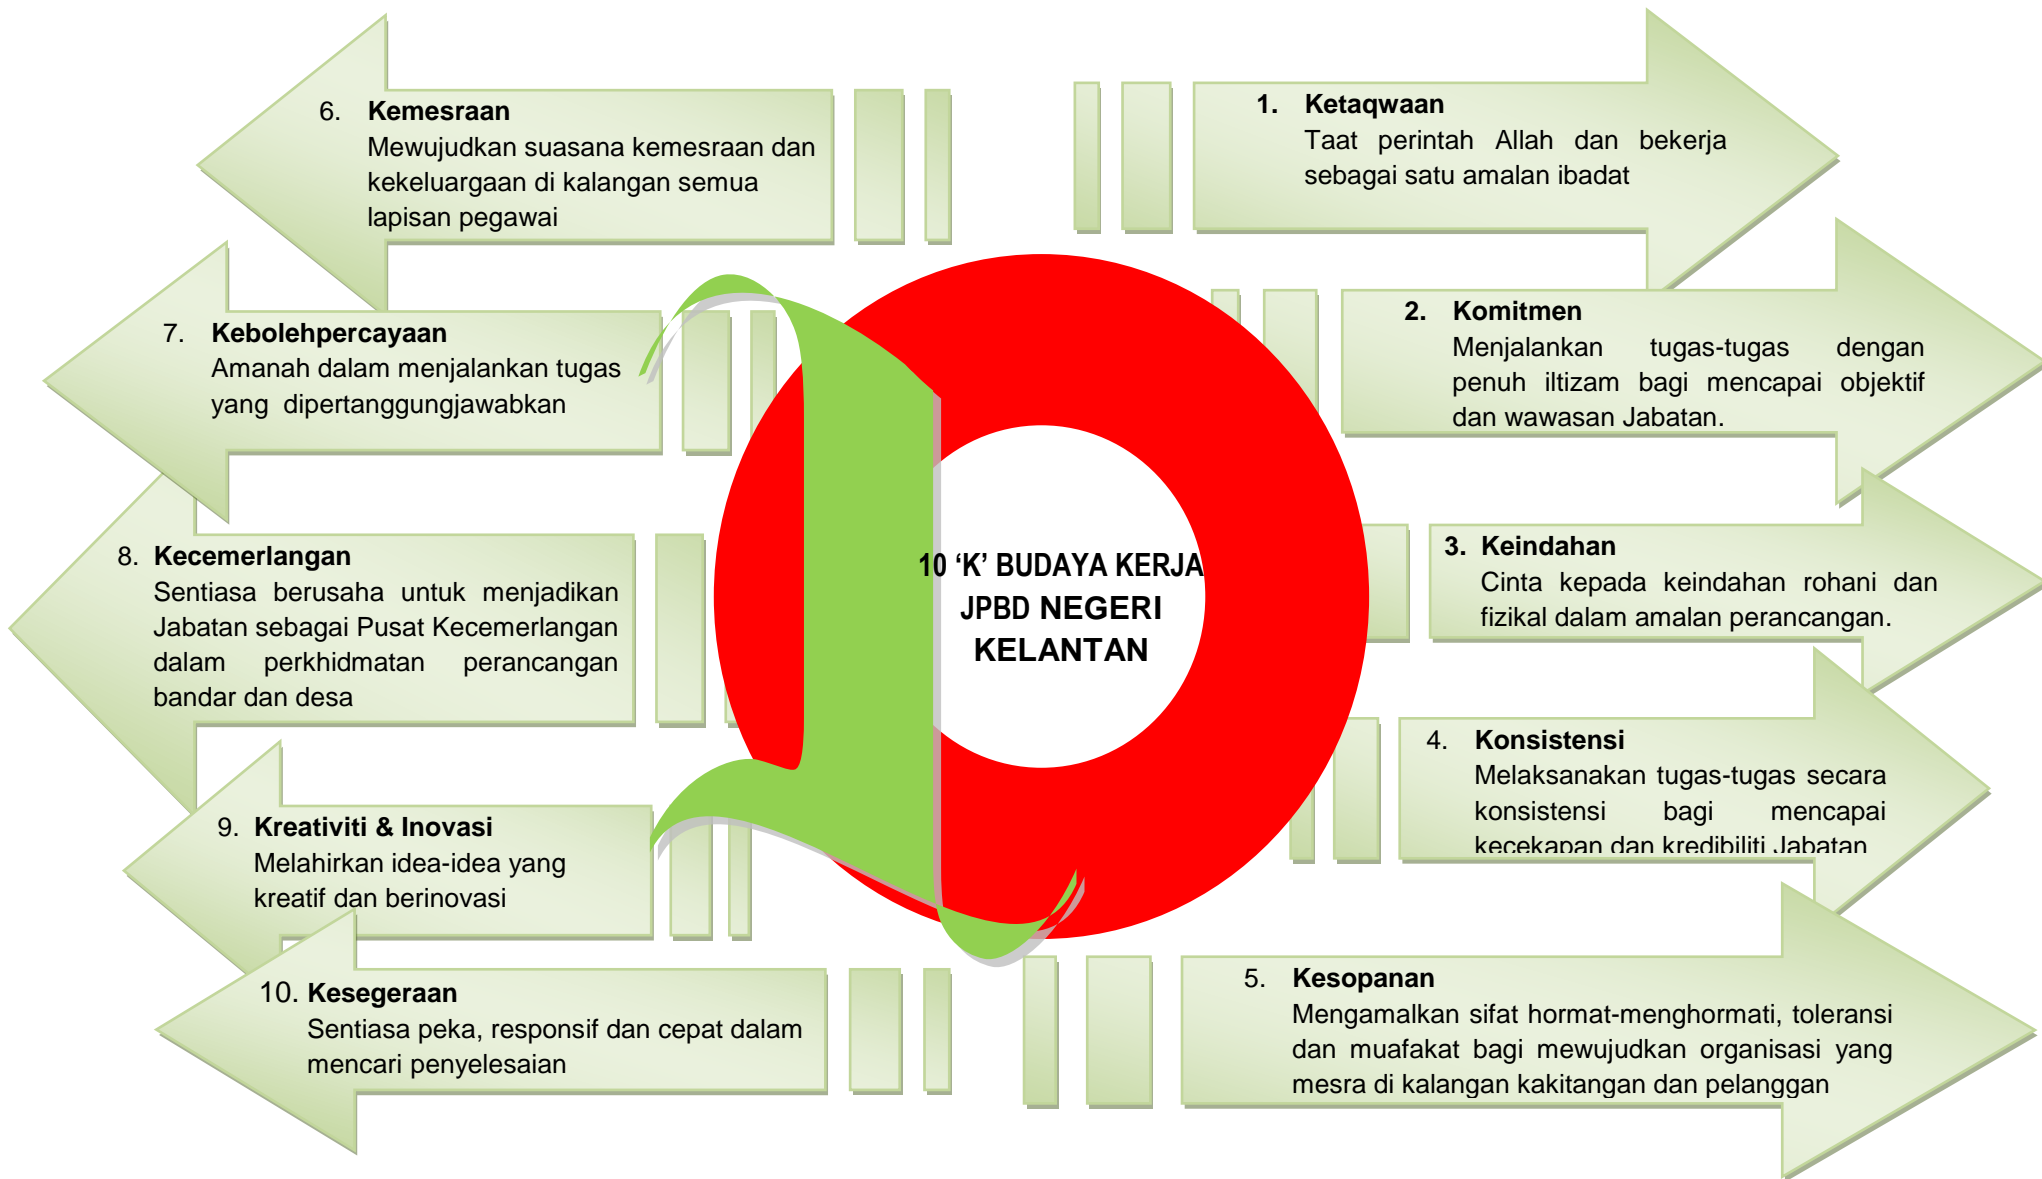 10 ‘K’ BUDAYA KERJA
JPBD NEGERI
KELANTAN
1. Ketaqwaan
Taat perintah Allah dan bekerja
sebagai satu amalan ibadat
2. Komitmen
Menjalankan tugas-tugas dengan
penuh iltizam bagi mencapai objektif
dan wawasan Jabatan.
3. Keindahan
Cinta kepada keindahan rohani dan
fizikal dalam amalan perancangan.
4. Konsistensi
Melaksanakan tugas-tugas secara
konsistensi bagi mencapai
kecekapan dan kredibiliti Jabatan
5. Kesopanan
Mengamalkan sifat hormat-menghormati, toleransi
dan muafakat bagi mewujudkan organisasi yang
mesra di kalangan kakitangan dan pelanggan
6. Kemesraan
Mewujudkan suasana kemesraan dan
kekeluargaan di kalangan semua
lapisan pegawai
7. Kebolehpercayaan
Amanah dalam menjalankan tugas
yang dipertanggungjawabkan
8. Kecemerlangan
Sentiasa berusaha untuk menjadikan
Jabatan sebagai Pusat Kecemerlangan
dalam perkhidmatan perancangan
bandar dan desa
9. Kreativiti & Inovasi
Melahirkan idea-idea yang
kreatif dan berinovasi
10. Kesegeraan
Sentiasa peka, responsif dan cepat dalam
mencari penyelesaian